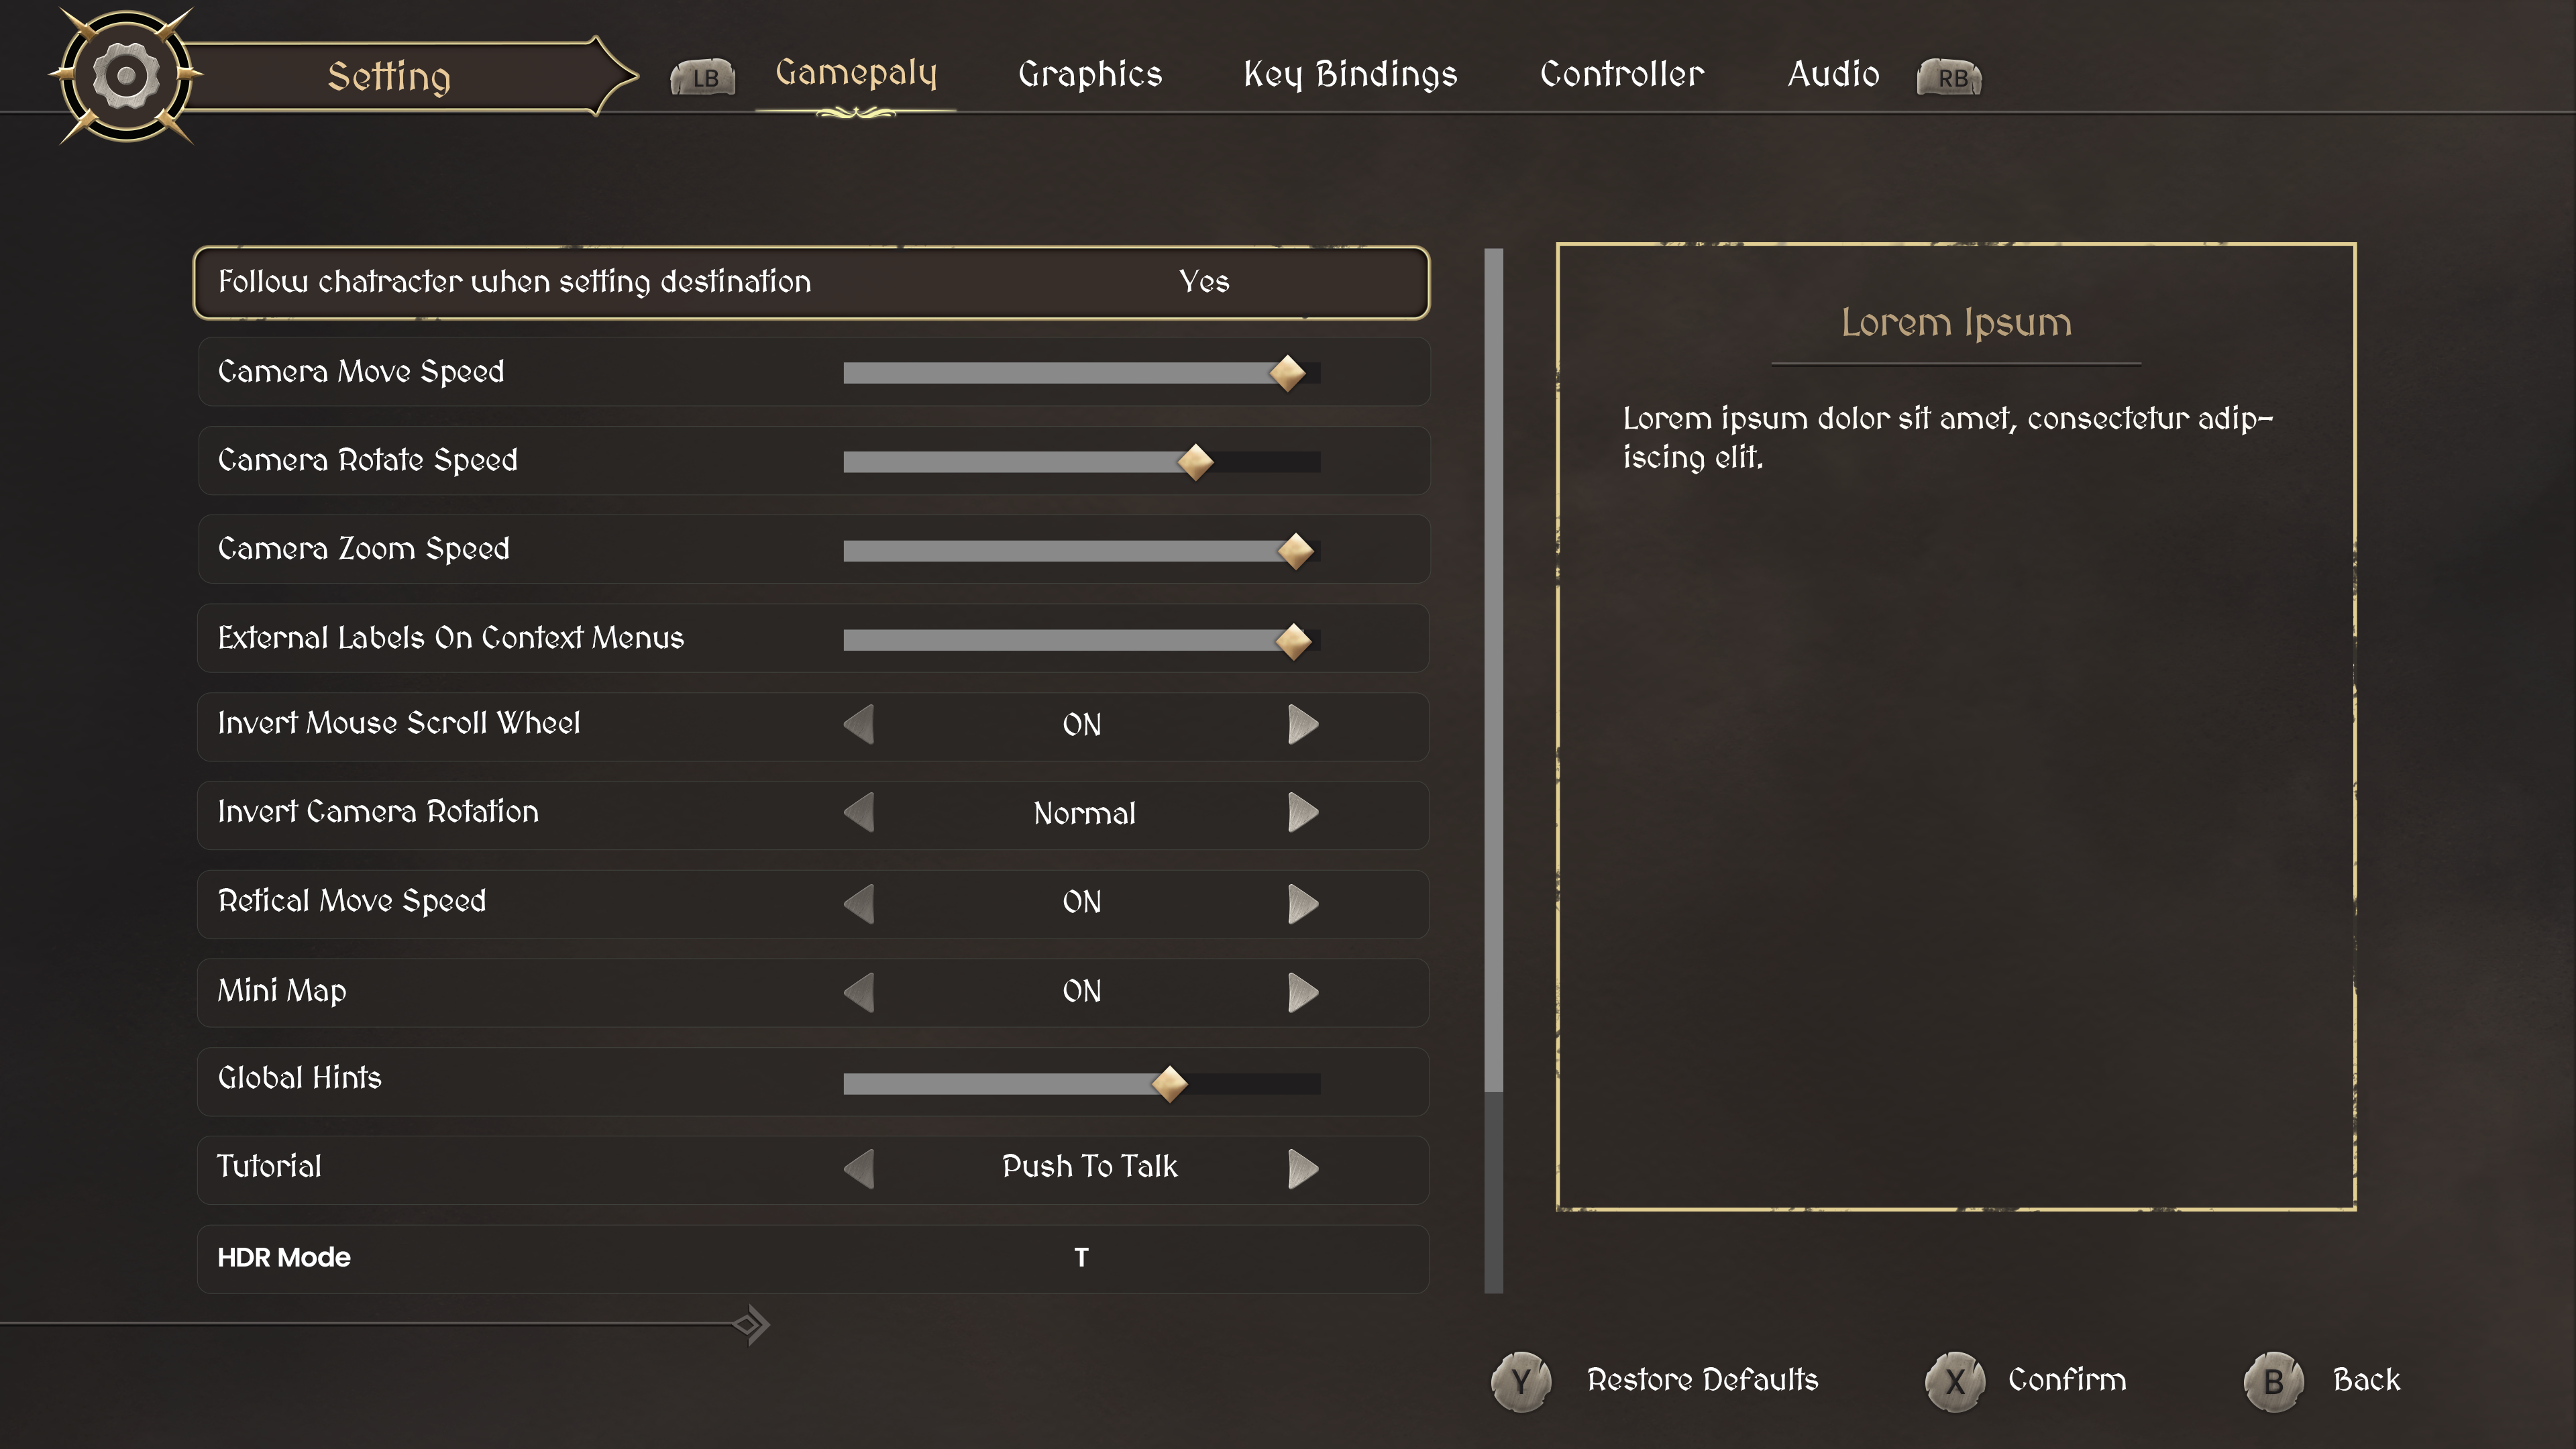 Setting
LB
Gamepaly
Graphics
Key Bindings
Controller
Audio
RB
Follow chatracter when setting destination
Yes
Camera Move Speed
Camera Rotate Speed
Camera Zoom Speed
External Labels On Context Menus
Invert Mouse Scroll Wheel
ON
Invert Camera Rotation
Normal
Retical Move Speed
ON
Mini Map
ON
Global Hints
Tutorial
Push To Talk
HDR Mode
T
Lorem Ipsum
Lorem ipsum dolor sit amet, consectetur adip-
iscing elit.
Y
Restore Defaults
X
Confirm
B
Back